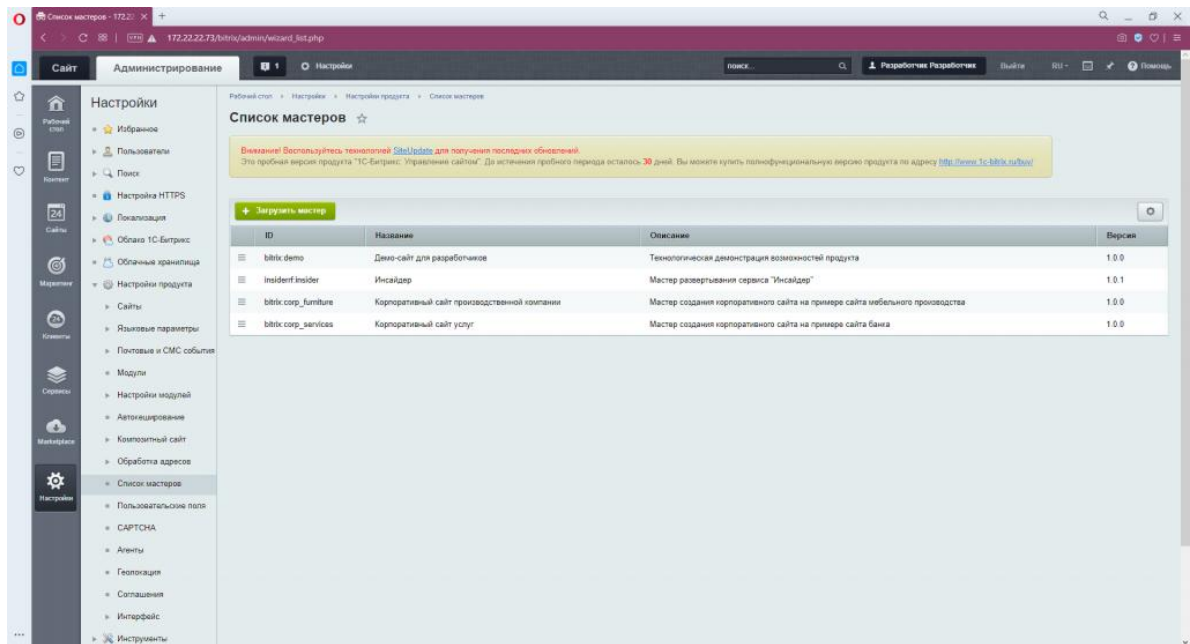 Список мастеров - 172.22
VPN
172.22.22.73/bitrix/admin/wizard_list.php
Сайт
Администрирование
1
Настройки
поиск...
Разработчик Разработчик
Выйти
RU
Помощь
Рабочий стол
Контент
24
Сайты
Маркетинг
24
Клиенты
Сервисы
Marketplace
Настройки
Настройки
Избранное
Пользователи
Поиск
Настройка HTTPS
Локализация
Облако 1С-Битрикс
Облачные хранилища
Настройки продукта
Сайты
Языковые параметры
Почтовые и СМС события
Модули
Настройки модулей
Автокеширование
Композитный сайт
Обработка адресов
Список мастеров
Пользовательские поля
CAPTCHA
Агенты
Геолокация
Соглашения
Интерфейс
Инструменты
Рабочий стол Настройки Настройки продукта Список мастеров
Список мастеров
Внимание! Воспользуйтесь технологией SiteUpdate для получения последних обновлений.
Это пробная версия продукта "1С-Битрикс: Управление сайтом". До истечения пробного периода осталось 30 дней. Вы можете купить полнофункциональную версию продукта по адресу http://www.1c-bitrix.ru/buy/
+ Загрузить мастер
ID Название Описание Версия
bitrix:demo Демо-сайт для разработчиков Технологическая демонстрация возможностей продукта 1.0.0
insiderrf:insider Инсайдер Мастер развертывания сервиса "Инсайдер" 1.0.1
bitrix:corp_furniture Корпоративный сайт производственной компании Мастер создания корпоративного сайта на примере сайта мебельного производства 1.0.0
bitrix:corp_services Корпоративный сайт услуг Мастер создания корпоративного сайта на примере сайта банка 1.0.0